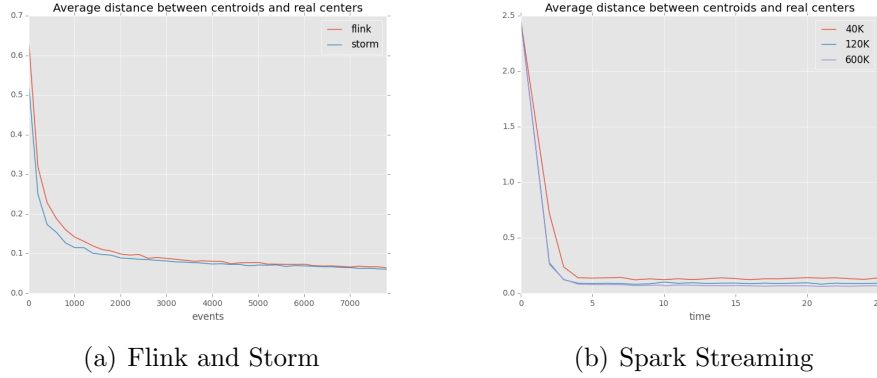 Average distance between centroids and real centers
0.7
0.6
0.5
0.4
0.3
0.2
0.1
0.0
0 1000 2000 3000 4000 5000 6000 7000
events
flink
storm
(a) Flink and Storm
Average distance between centroids and real centers
2.5
2.0
1.5
1.0
0.5
0.0
0 5 10 15 20 25
time
40K
120K
600K
(b) Spark Streaming